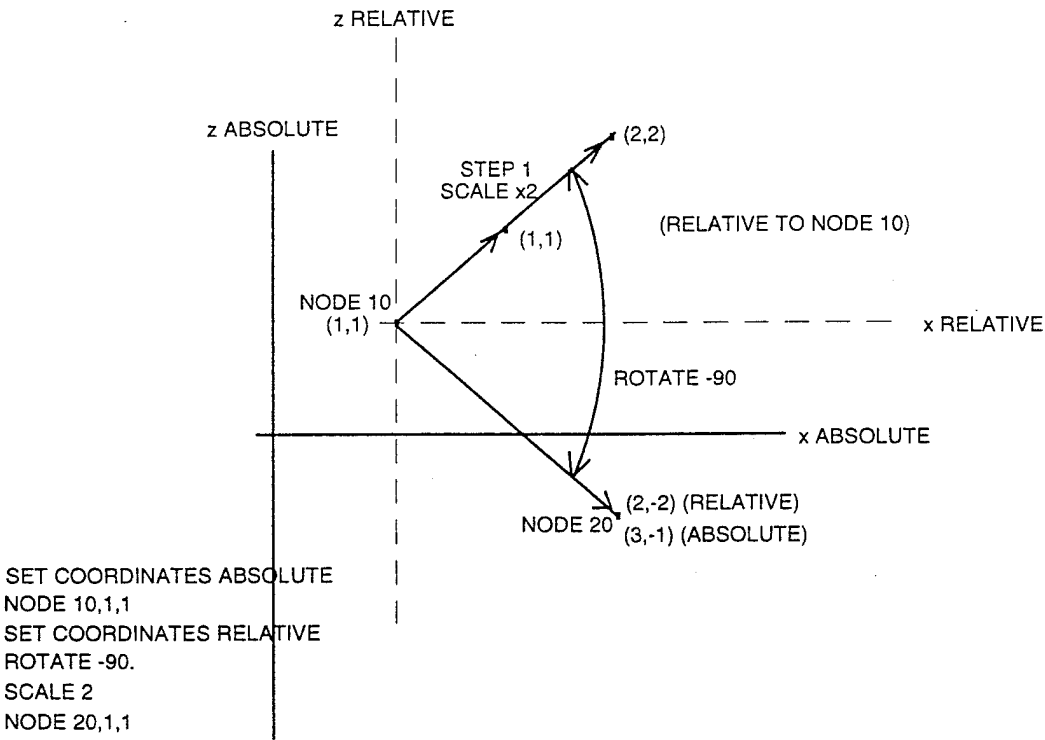 z RELATIVE
z ABSOLUTE
(2,2)
STEP 1
SCALE x2
(RELATIVE TO NODE 10)
(1,1)
NODE 10
(1,1)
x RELATIVE
ROTATE -90
x ABSOLUTE
(2,-2) (RELATIVE)
NODE 20
(3,-1) (ABSOLUTE)
SET COORDINATES ABSOLUTE
NODE 10,1,1
SET COORDINATES RELATIVE
ROTATE -90.
SCALE 2
NODE 20,1,1